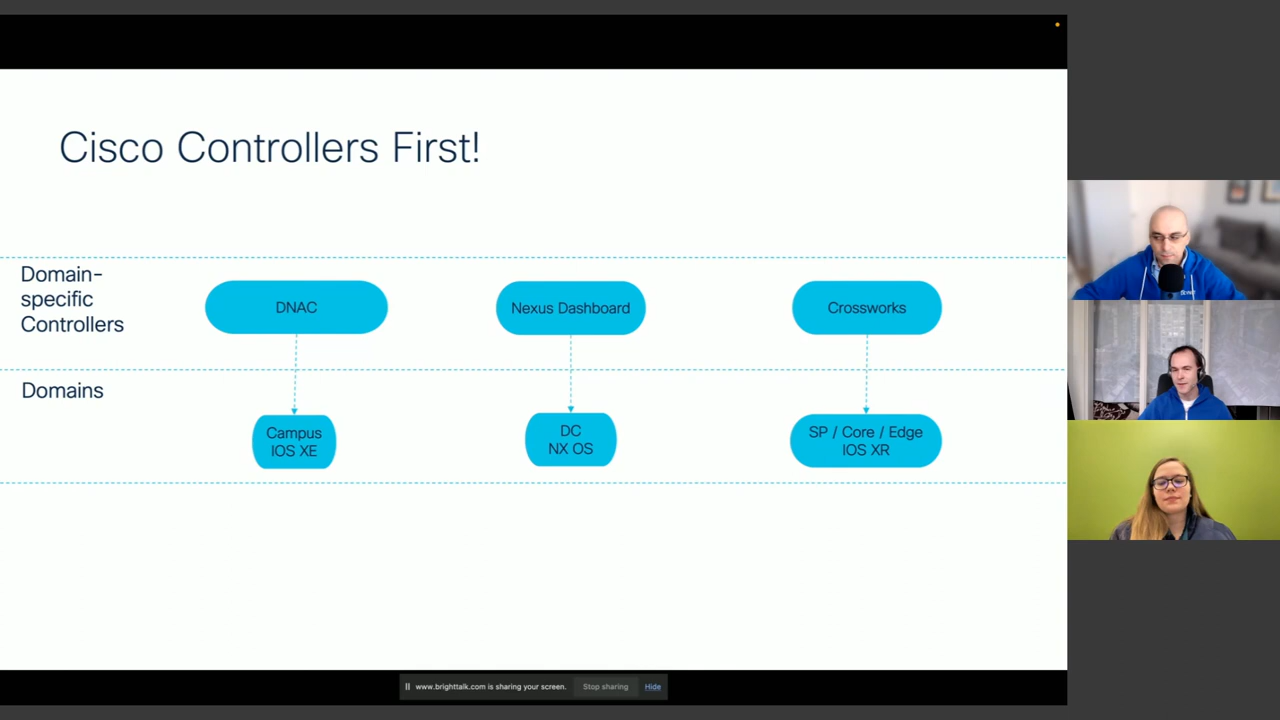 Cisco Controllers First!
Domain-
specific
Controllers
DNAC
Nexus Dashboard
Crossworks
Domains
Campus
IOS XE
DC
NX OS
SP / Core / Edge
IOS XR
www.brighttalk.com is sharing your screen.
Stop sharing
Hide